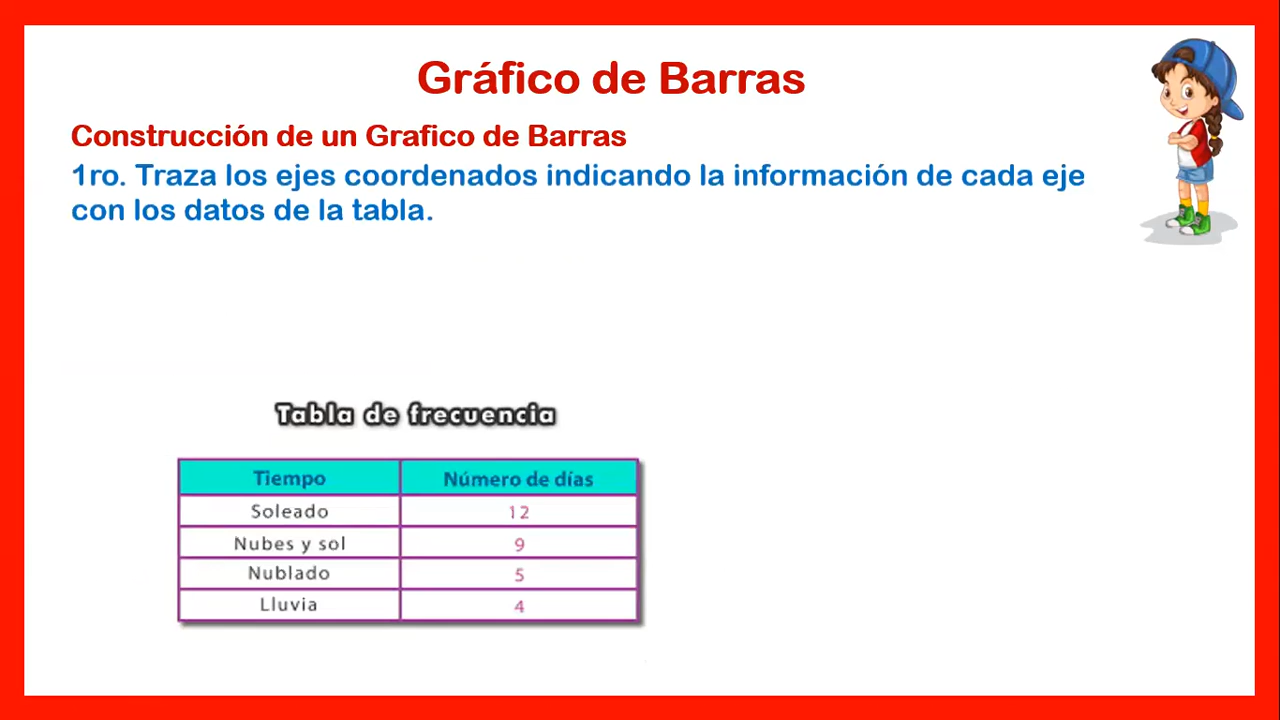 Gráfico de Barras
Construcción de un Grafico de Barras
1ro. Traza los ejes coordenados indicando la información de cada eje
con los datos de la tabla.
Tabla de frecuencia
Tiempo Número de días
Soleado 12
Nubes y sol 9
Nublado 5
Lluvia 4